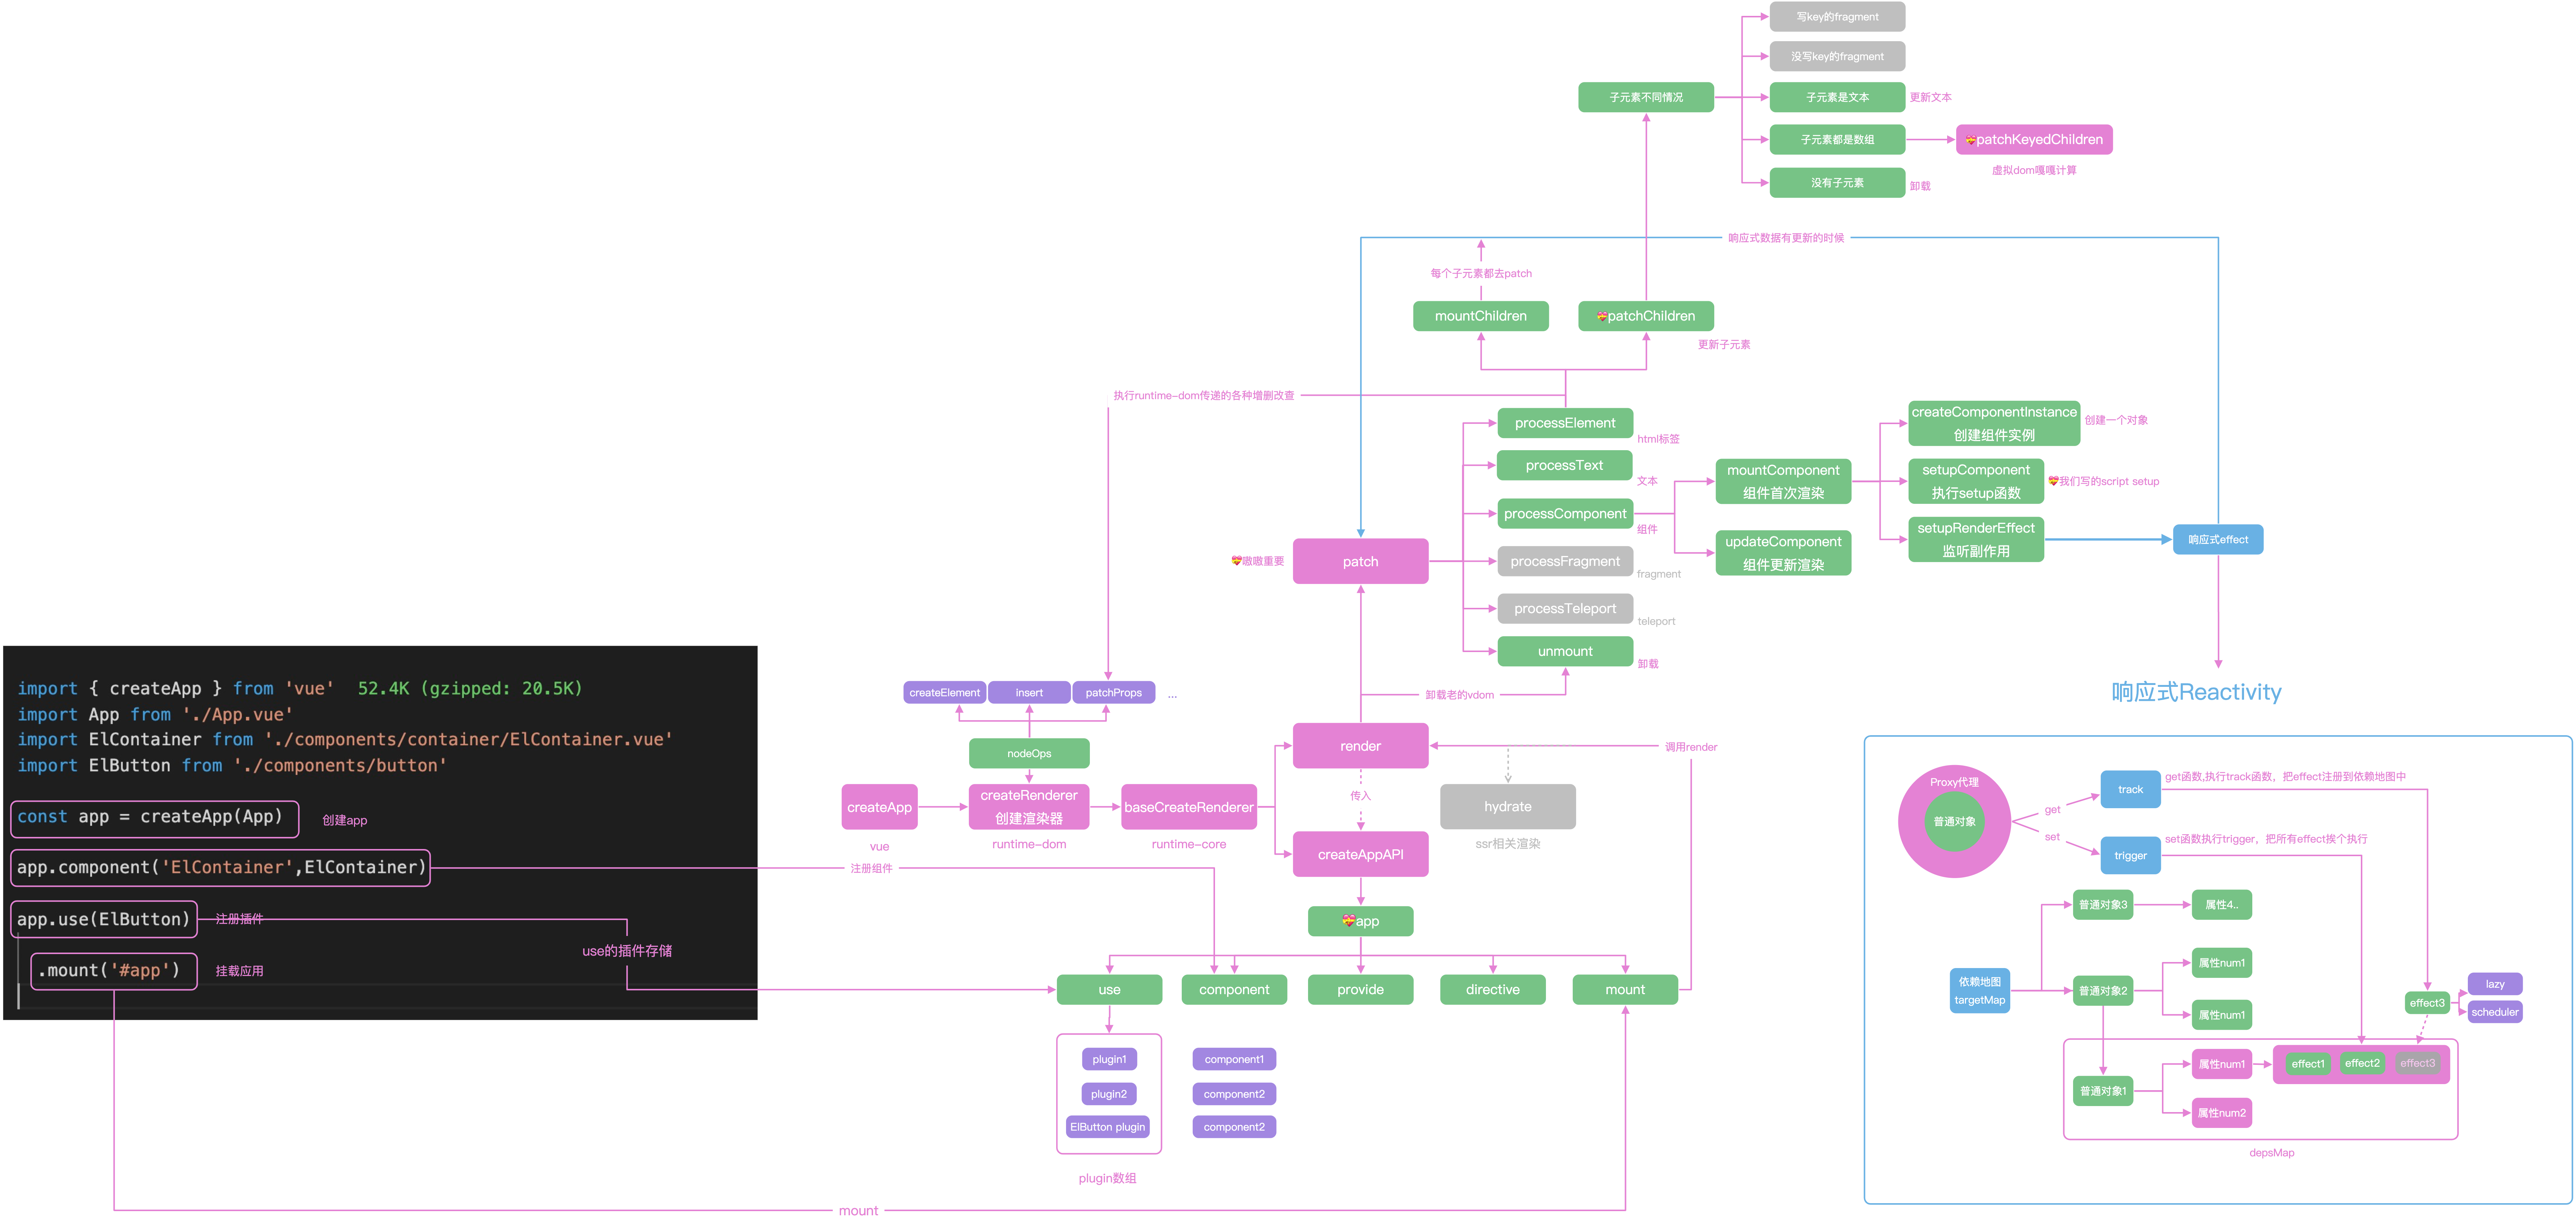 写key的fragment
没写key的fragment
子元素不同情况
子元素是文本
更新文本
子元素都是数组
💝patchKeyedChildren
虚拟dom嘎嘎计算
没有子元素
卸载
响应式数据有更新的时候
每个子元素都去patch
mountChildren
💝patchChildren
更新子元素
执行runtime-dom传递的各种增删改查
processElement
html标签
processText
文本
processComponent
组件
processFragment
fragment
processTeleport
teleport
unmount
卸载
mountComponent
组件首次渲染
updateComponent
组件更新渲染
createComponentInstance
创建组件实例
创建一个对象
setupComponent
执行setup函数
💝我们写的script setup
setupRenderEffect
监听副作用
响应式effect
💝嗷嗷重要
patch
卸载老的vdom
响应式Reactivity
import { createApp } from 'vue'  52.4K (gzipped: 20.5K)
import App from './App.vue'
import ElContainer from './components/container/ElContainer.vue'
import ElButton from './components/button'
const app = createApp(App)
创建app
app.component('ElContainer',ElContainer)
app.use(ElButton)
注册插件
.mount('#app')
挂载应用
use的插件存储
注册组件
createElement
insert
patchProps
...
nodeOps
createApp
vue
createRenderer
创建渲染器
runtime-dom
baseCreateRenderer
runtime-core
render
调用render
传入
hydrate
ssr相关渲染
createAppAPI
💝app
use
component
provide
directive
mount
plugin1
plugin2
ElButton plugin
plugin数组
component1
component2
component2
mount
Proxy代理
普通对象
get
set
track
get函数,执行track函数，把effect注册到依赖地图中
trigger
set函数执行trigger，把所有effect挨个执行
普通对象3
属性4..
依赖地图
targetMap
普通对象2
属性num1
属性num1
effect3
lazy
scheduler
普通对象1
属性num1
属性num2
effect1
effect2
effect3
depsMap